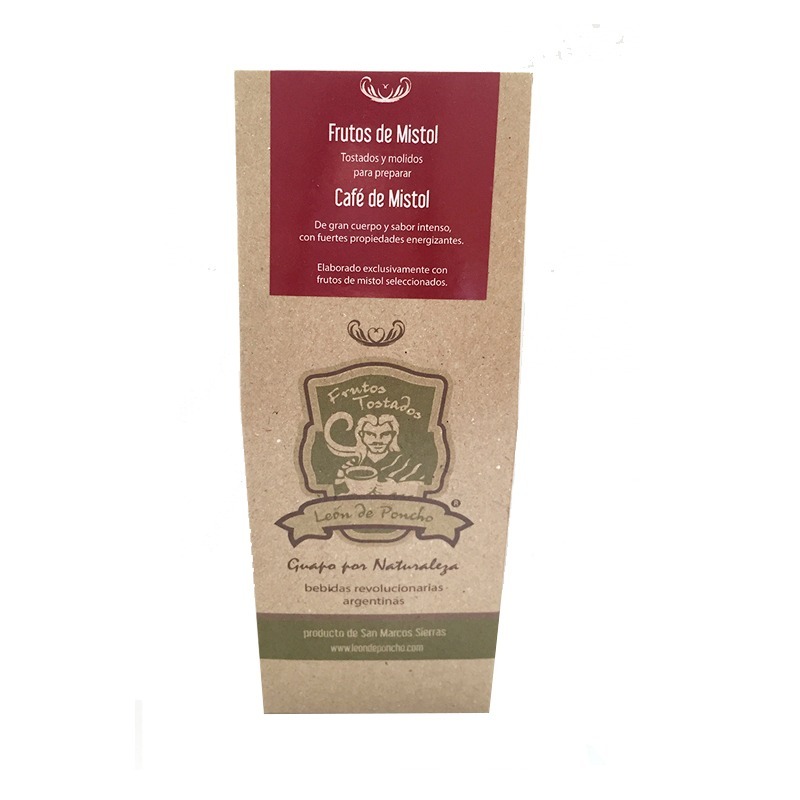 Frutos de Mistol
Tostados y molidos
para preparar
Café de Mistol
De gran cuerpo y sabor intenso,
con fuertes propiedades energizantes.
Elaborado exclusivamente con
frutos de mistol seleccionados.
Frutos
Tostados
León de Poncho ®
Guapo por Naturaleza
bebidas revolucionarias
argentinas
producto de San Marcos Sierras
www.leondeponcho.com